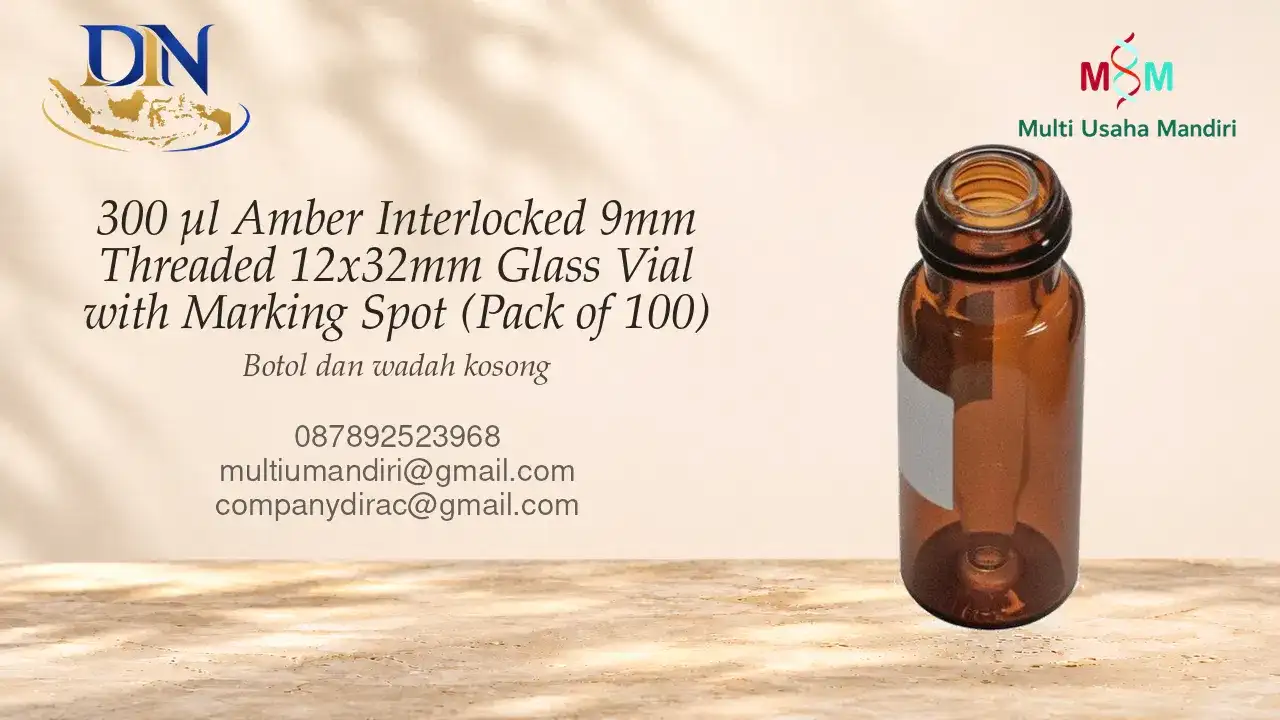 DN
M M
Multi Usaha Mandiri
300 µl Amber Interlocked 9mm
Threaded 12x32mm Glass Vial
with Marking Spot (Pack of 100)
Botol dan wadah kosong
087892523968
multiumandiri@gmail.com
companydirac@gmail.com